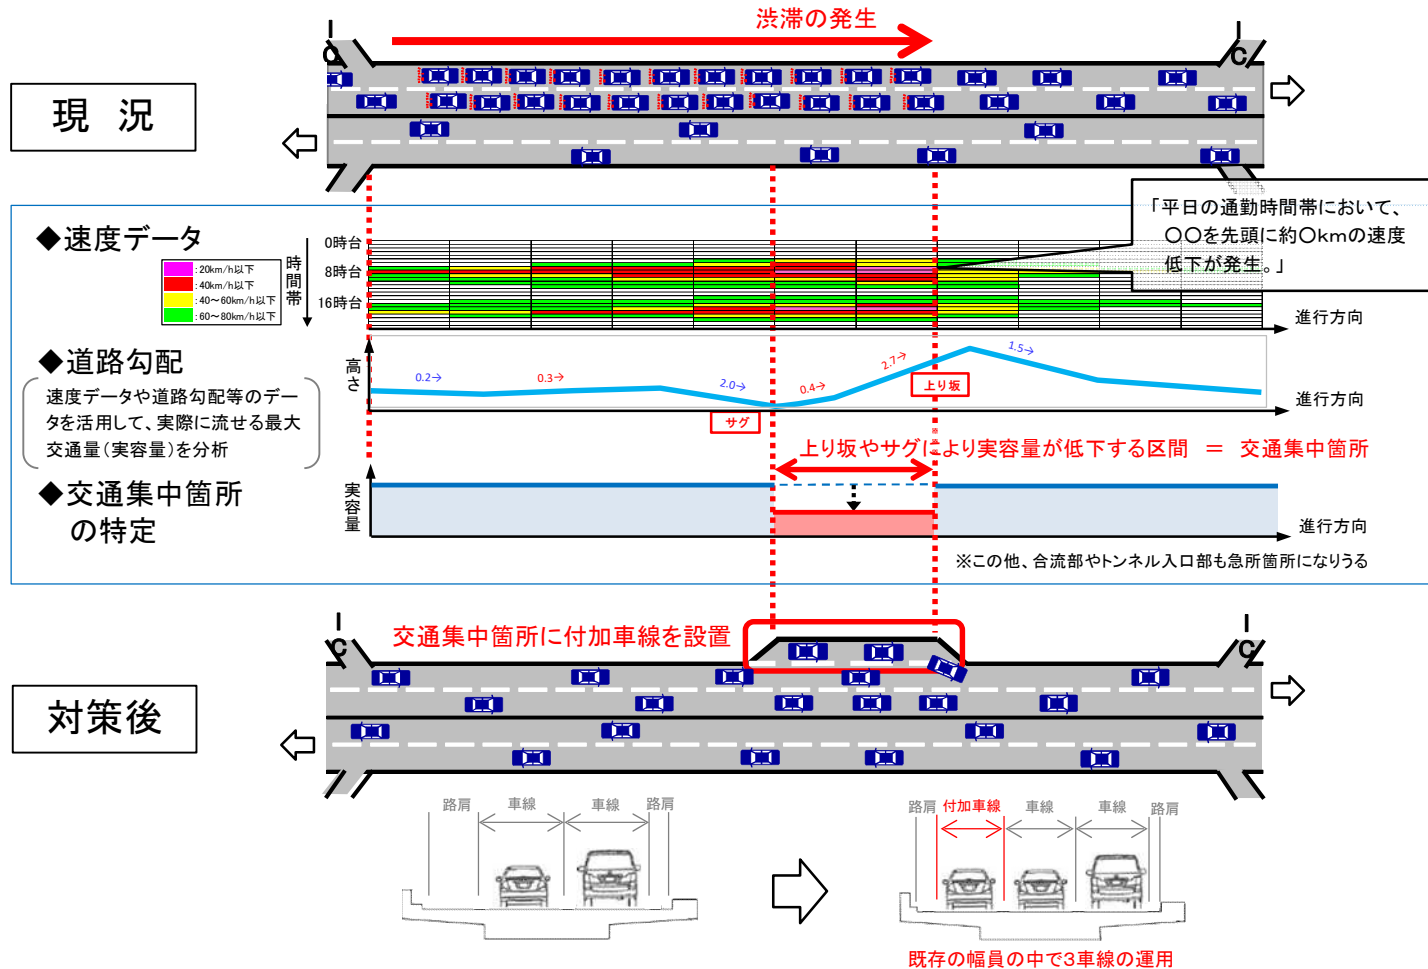 渋滞の発生
IC
IC
現　況
◆速度データ
:20km/h以下
:40km/h以下
:40～60km/h以下
:60～80km/h以下
時間帯
0時台
8時台
16時台
進行方向
「平日の通勤時間帯において、
〇〇を先頭に約〇kmの速度
低下が発生。」
◆道路勾配
速度データや道路勾配等のデー
タを活用して、実際に流せる最大
交通量(実容量)を分析
高さ
0.2→
0.3→
2.0→
0.4→
2.7→
1.5→
サグ
上り坂
進行方向
上り坂やサグにより実容量が低下する区間　＝　交通集中箇所
◆交通集中箇所
の特定
実容量
進行方向
※この他、合流部やトンネル入口部も急所箇所になりうる
IC
IC
交通集中箇所に付加車線を設置
対策後
路肩　車線　車線　路肩
路肩　付加車線　車線　車線　路肩
既存の幅員の中で3車線の運用